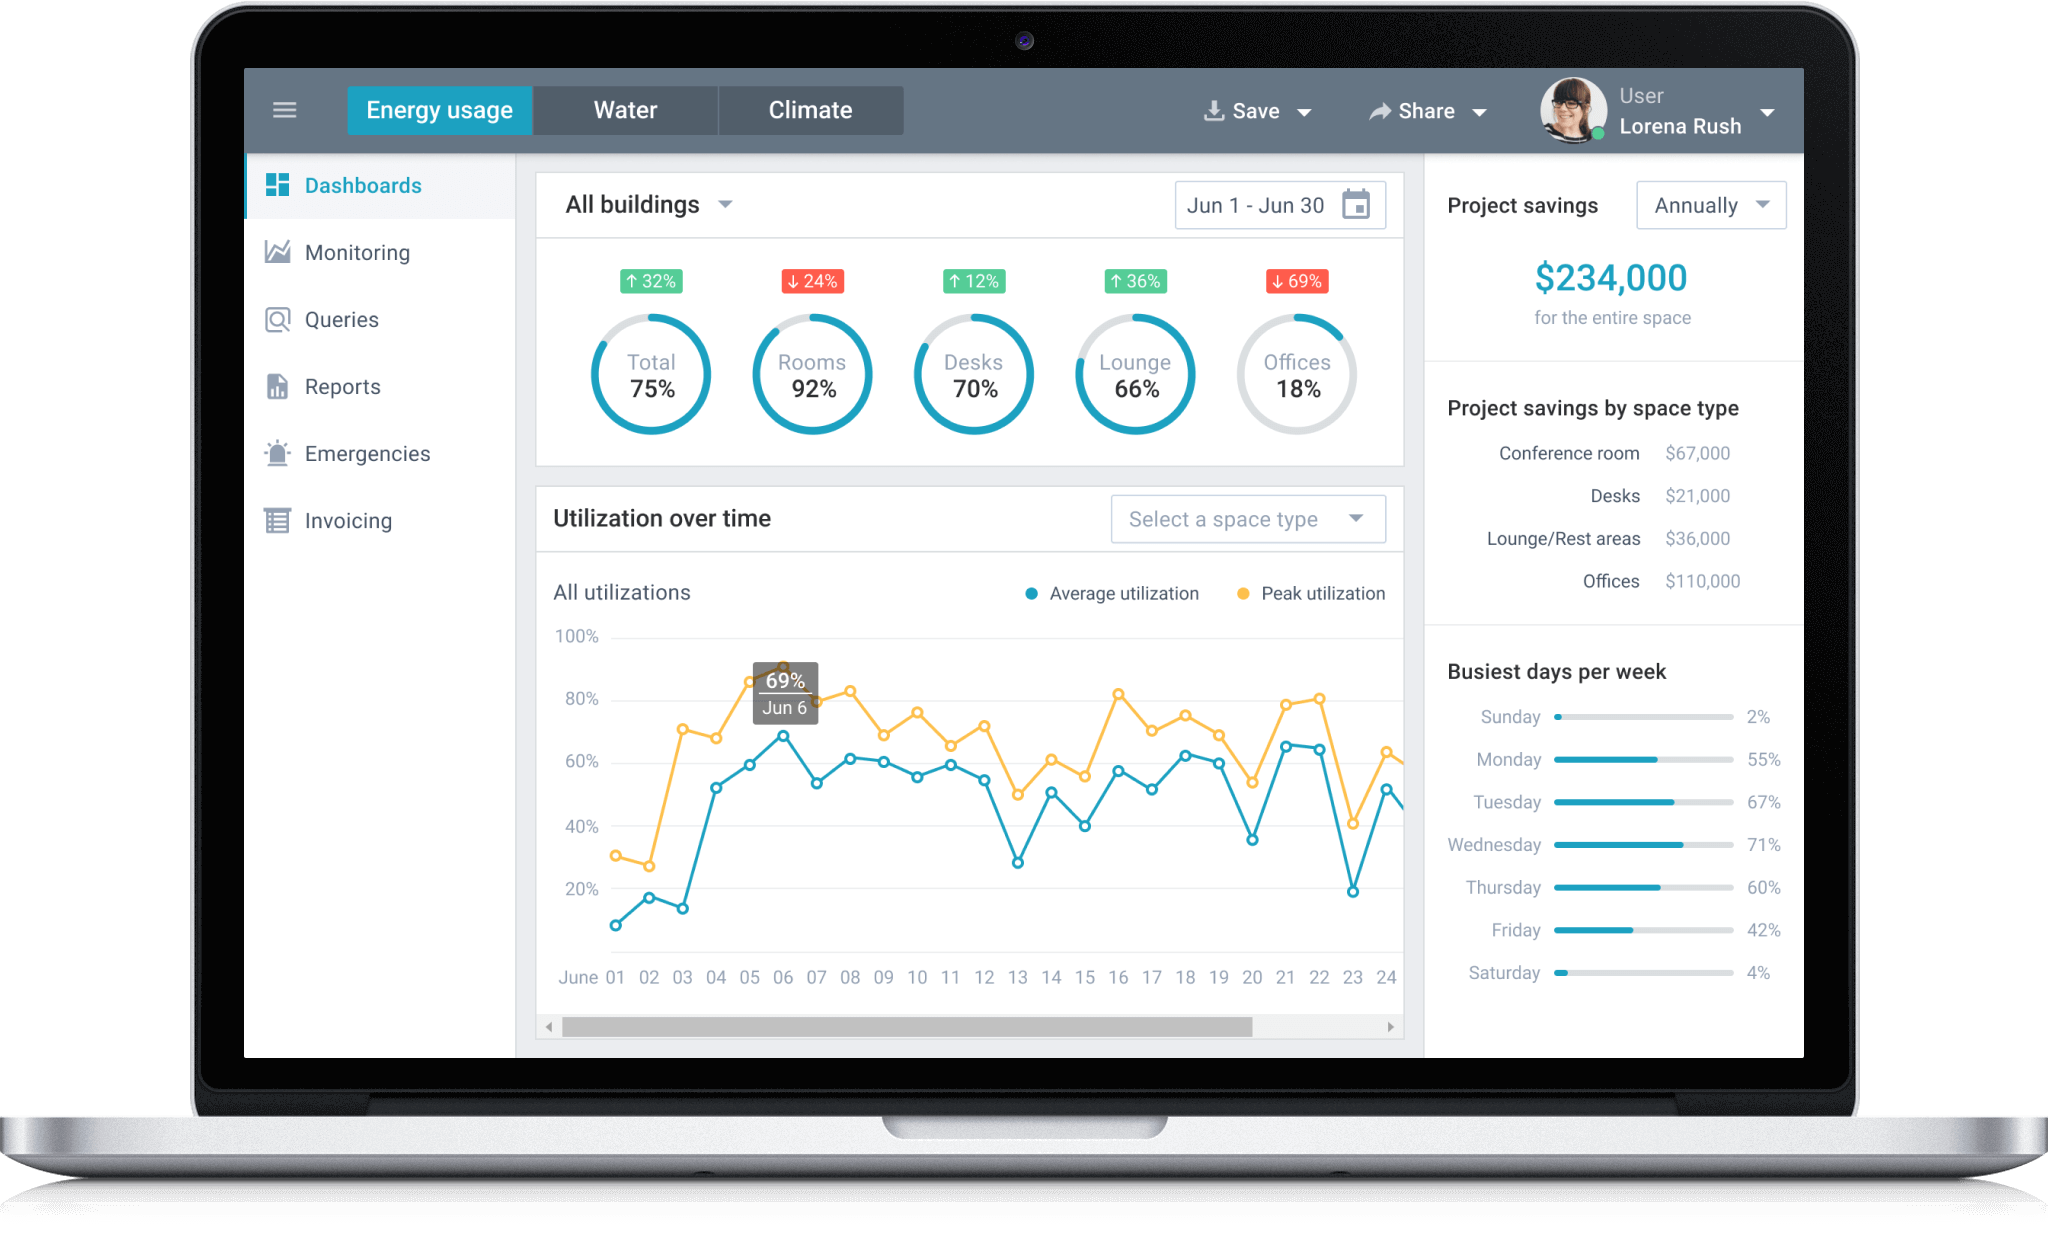 Energy usage Water Climate Save Share User
Lorena Rush
Dashboards
Monitoring
Queries
Reports
Emergencies
Invoicing
All buildings Jun 1 - Jun 30
↑ 32% ↓ 24% ↑ 12% ↑ 36% ↓ 69%
Total Rooms Desks Lounge Offices
75% 92% 70% 66% 18%
Utilization over time Select a space type
All utilizations Average utilization Peak utilization
100%
80%
60%
40%
20%
69%
Jun 6
June 01 02 03 04 05 06 07 08 09 10 11 12 13 14 15 16 17 18 19 20 21 22 23 24
Project savings Annually
$234,000
for the entire space
Project savings by space type
Conference room $67,000
Desks $21,000
Lounge/Rest areas $36,000
Offices $110,000
Busiest days per week
Sunday 2%
Monday 55%
Tuesday 67%
Wednesday 71%
Thursday 60%
Friday 42%
Saturday 4%